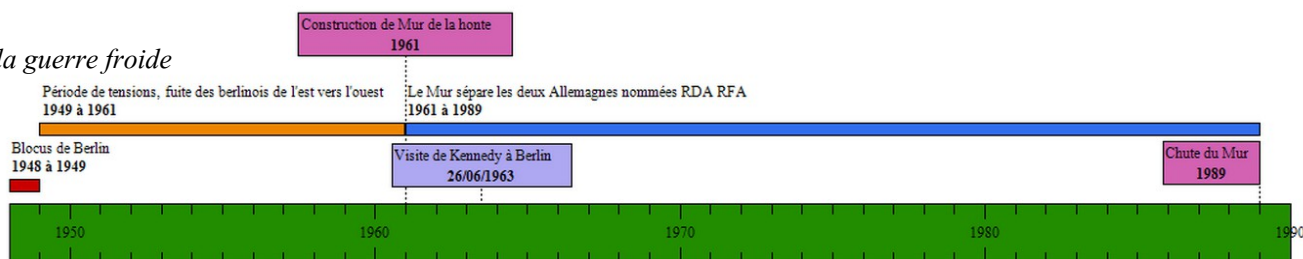 Construction de Mur de la honte
1961
la guerre froide
Période de tensions, fuite des berlinois de l'est vers l'ouest
1949 à 1961
Le Mur sépare les deux Allemagnes nommées RDA RFA
1961 à 1989
Blocus de Berlin
1948 à 1949
Visite de Kennedy à Berlin
26/06/1963
Chute du Mur
1989
1950
1960
1970
1980
1990